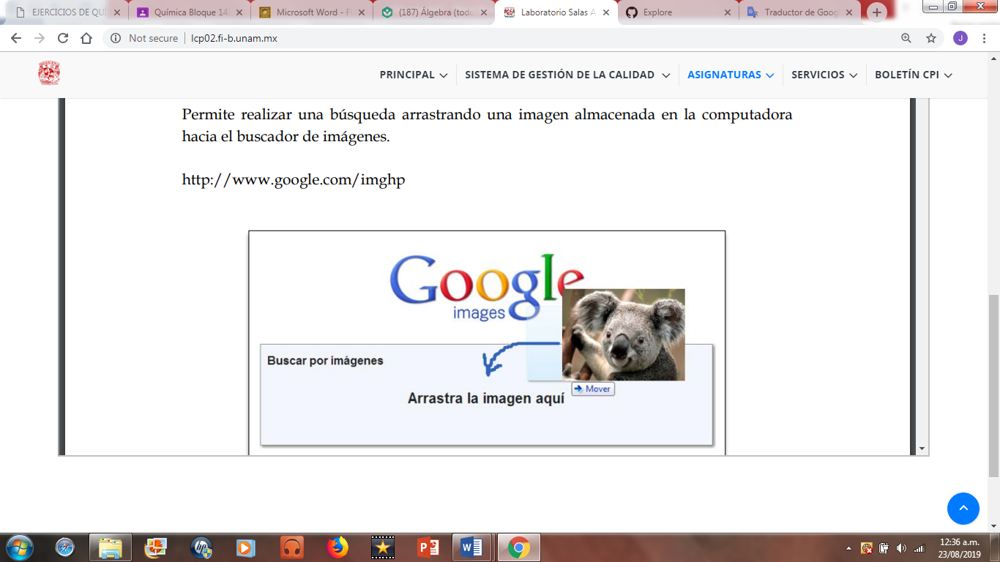 EJERCICIOS DE QU
Química Bloque 14
Microsoft Word - F
(187) Álgebra (todo
Laboratorio Salas A
Explore
Traductor de Goog
Not secure | lcp02.fi-b.unam.mx
J
PRINCIPAL
SISTEMA DE GESTIÓN DE LA CALIDAD
ASIGNATURAS
SERVICIOS
BOLETÍN CPI
Permite realizar una búsqueda arrastrando una imagen almacenada en la computadora
hacia el buscador de imágenes.
http://www.google.com/imghp
Google
images
Buscar por imágenes
Mover
Arrastra la imagen aquí
12:36 a.m.
23/08/2019